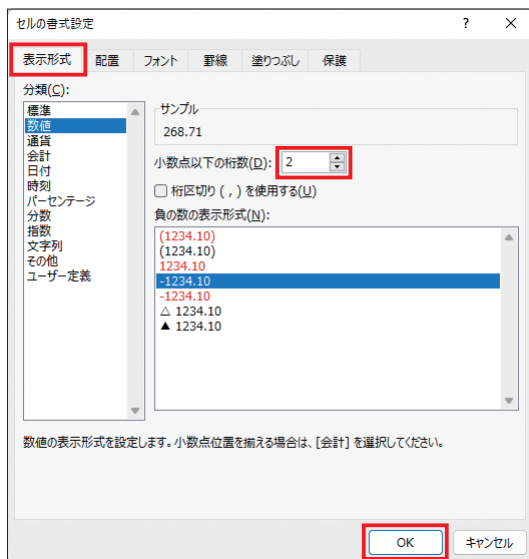 セルの書式設定
? ×
表示形式 配置 フォント 罫線 塗りつぶし 保護
分類(C):
標準
数値
通貨
会計
日付
時刻
パーセンテージ
分数
指数
文字列
その他
ユーザー定義
サンプル
268.71
小数点以下の桁数(D): 2
桁区切り ( , ) を使用する(U)
負の数の表示形式(N):
(1234.10)
(1234.10)
1234.10
-1234.10
-1234.10
△ 1234.10
▲ 1234.10
数値の表示形式を設定します。小数点位置を揃える場合は、[会計] を選択してください。
OK キャンセル